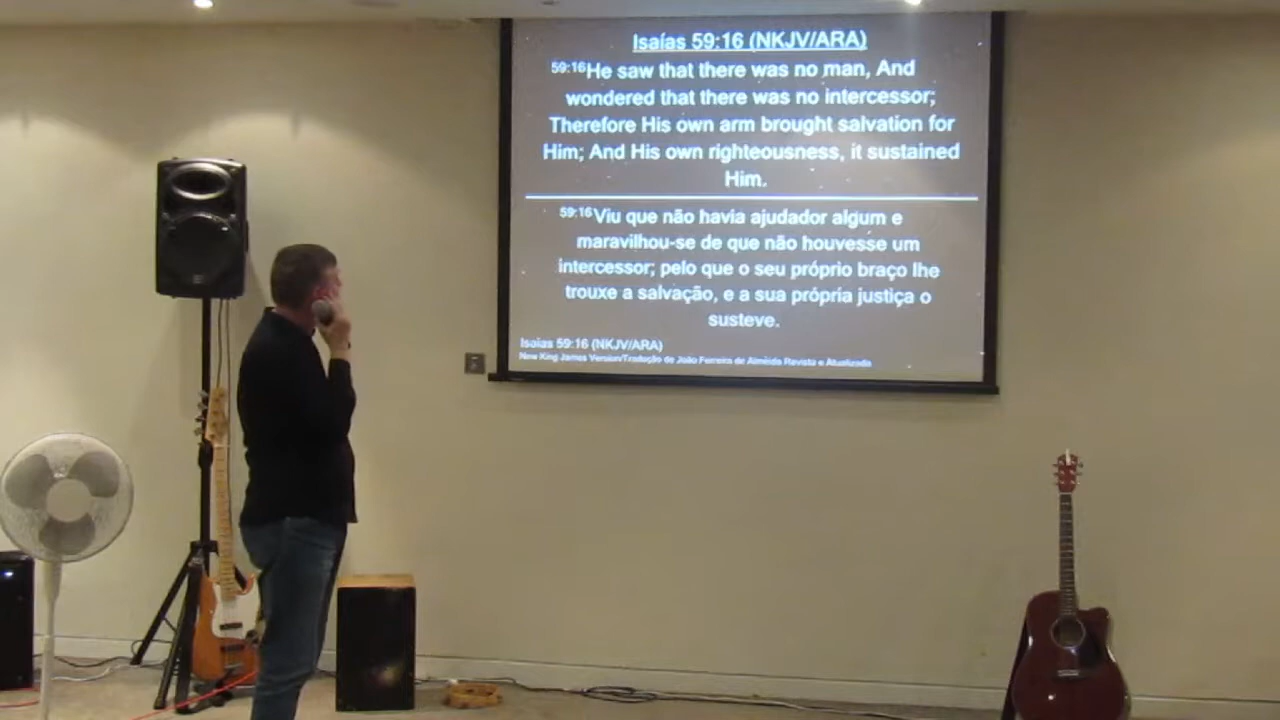 Isaías 59:16 (NKJV/ARA)
59:16He saw that there was no man, And
wondered that there was no intercessor;
Therefore His own arm brought salvation for
Him; And His own righteousness, it sustained
Him.
59:16Viu que não havia ajudador algum e
maravilhou-se de que não houvesse um
intercessor; pelo que o seu próprio braço lhe
trouxe a salvação, e a sua própria justiça o
susteve.
Isaías 59:16 (NKJV/ARA)
New King James Version/Tradução de João Ferreira de Almeida Revista e Atualizada